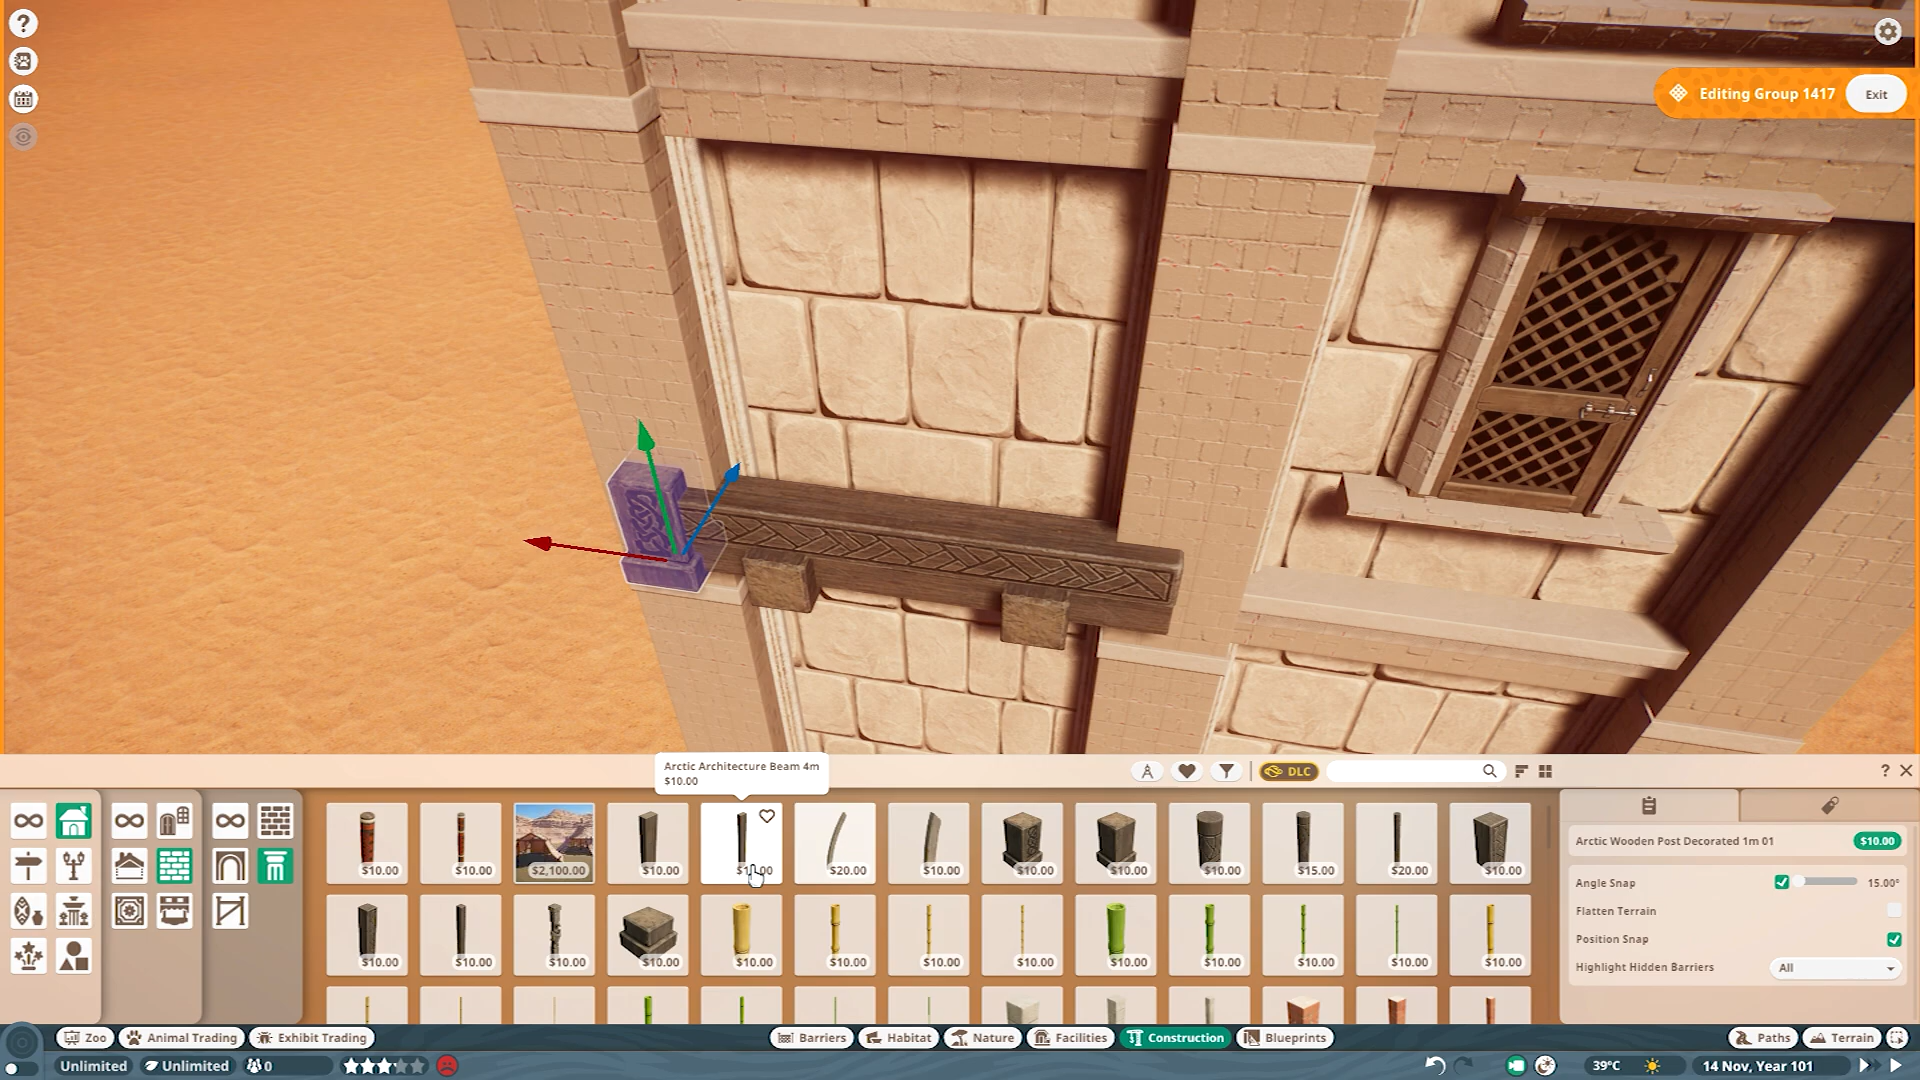 ?
Editing Group 1417
Exit
Arctic Architecture Beam 4m
$10.00
DLC
?
$10.00
$10.00
$2,100.00
$10.00
$20.00
$10.00
$10.00
$10.00
$10.00
$15.00
$20.00
$10.00
$10.00
$10.00
$10.00
$10.00
$10.00
$10.00
$10.00
$10.00
$10.00
$10.00
$10.00
$10.00
$10.00
Arctic Wooden Post Decorated 1m 01
$10.00
Angle Snap
15.00°
Flatten Terrain
Position Snap
Highlight Hidden Barriers
All
Zoo
Animal Trading
Exhibit Trading
Barriers
Habitat
Nature
Facilities
Construction
Blueprints
Paths
Terrain
Unlimited
Unlimited
0
39°C
14 Nov, Year 101